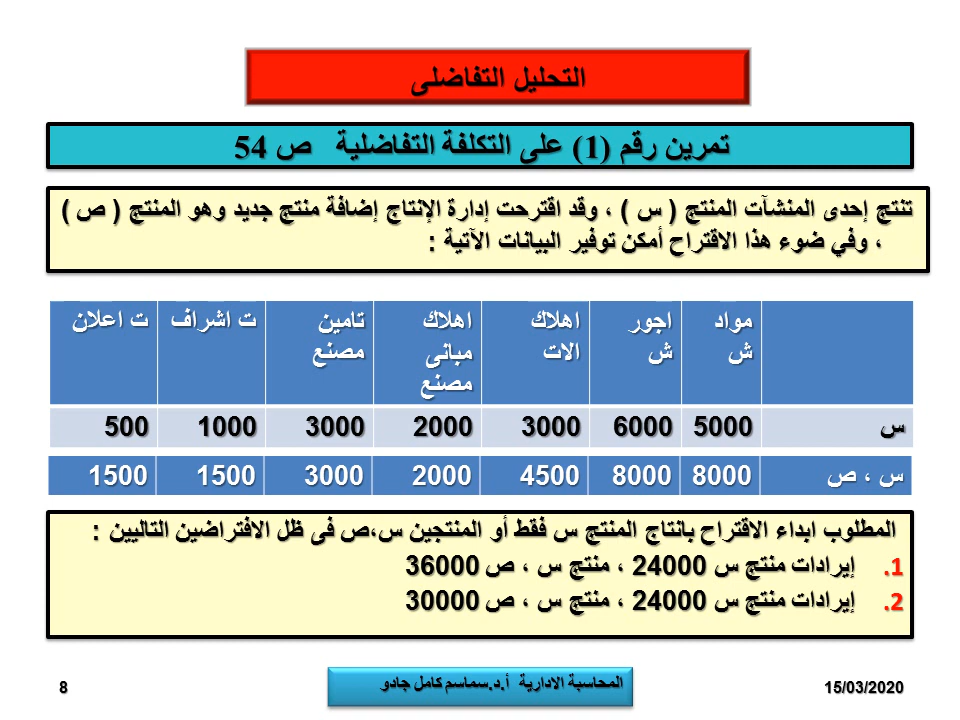 التحليل التفاضلى
تمرين رقم (1) على التكلفة التفاضلية ص 54
تنتج إحدى المنشآت المنتج ( س ) ، وقد اقترحت إدارة الإنتاج إضافة منتج جديد وهو المنتج ( ص )
، وفي ضوء هذا الاقتراح أمكن توفير البيانات الآتية :
مواد ش اجور ش اهلاك الات اهلاك مبانى مصنع تامين مصنع ت اشراف ت اعلان
س 5000 6000 3000 2000 3000 1000 500
س ، ص 8000 8000 4500 2000 3000 1500 1500
المطلوب ابداء الاقتراح بانتاج المنتج س فقط أو المنتجين س،ص فى ظل الافتراضين التاليين :
1. إيرادات منتج س 24000 ، منتج س ، ص 36000
2. إيرادات منتج س 24000 ، منتج س ، ص 30000
8 المحاسبة الادارية أ.د.سماسم كامل جادو 15/03/2020